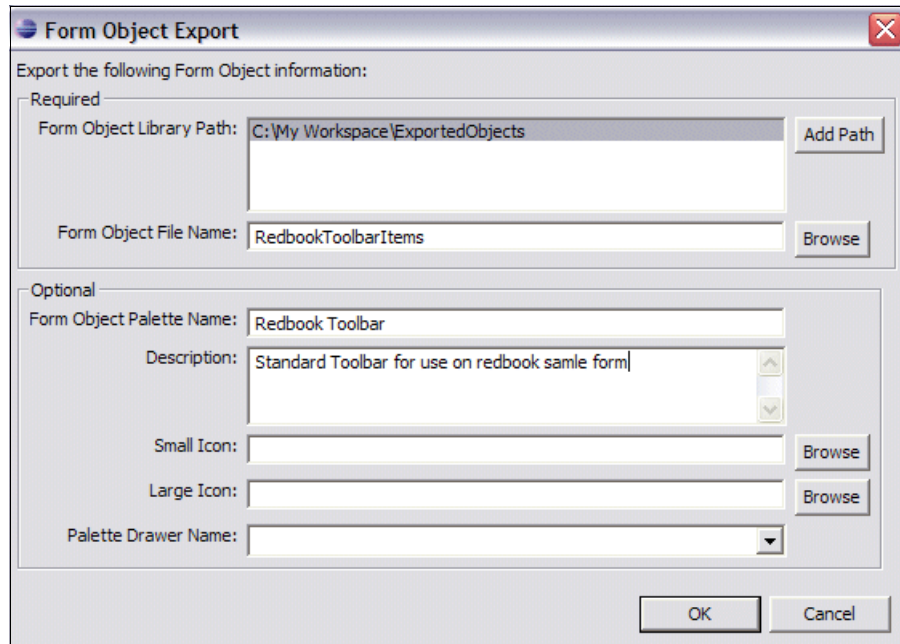 Form Object Export
Export the following Form Object information:
Required
Form Object Library Path: C:\My Workspace\ExportedObjects Add Path
Form Object File Name: RedbookToolbarItems Browse
Optional
Form Object Palette Name: Redbook Toolbar
Description: Standard Toolbar for use on redbook samle form
Small Icon: Browse
Large Icon: Browse
Palette Drawer Name:
OK Cancel